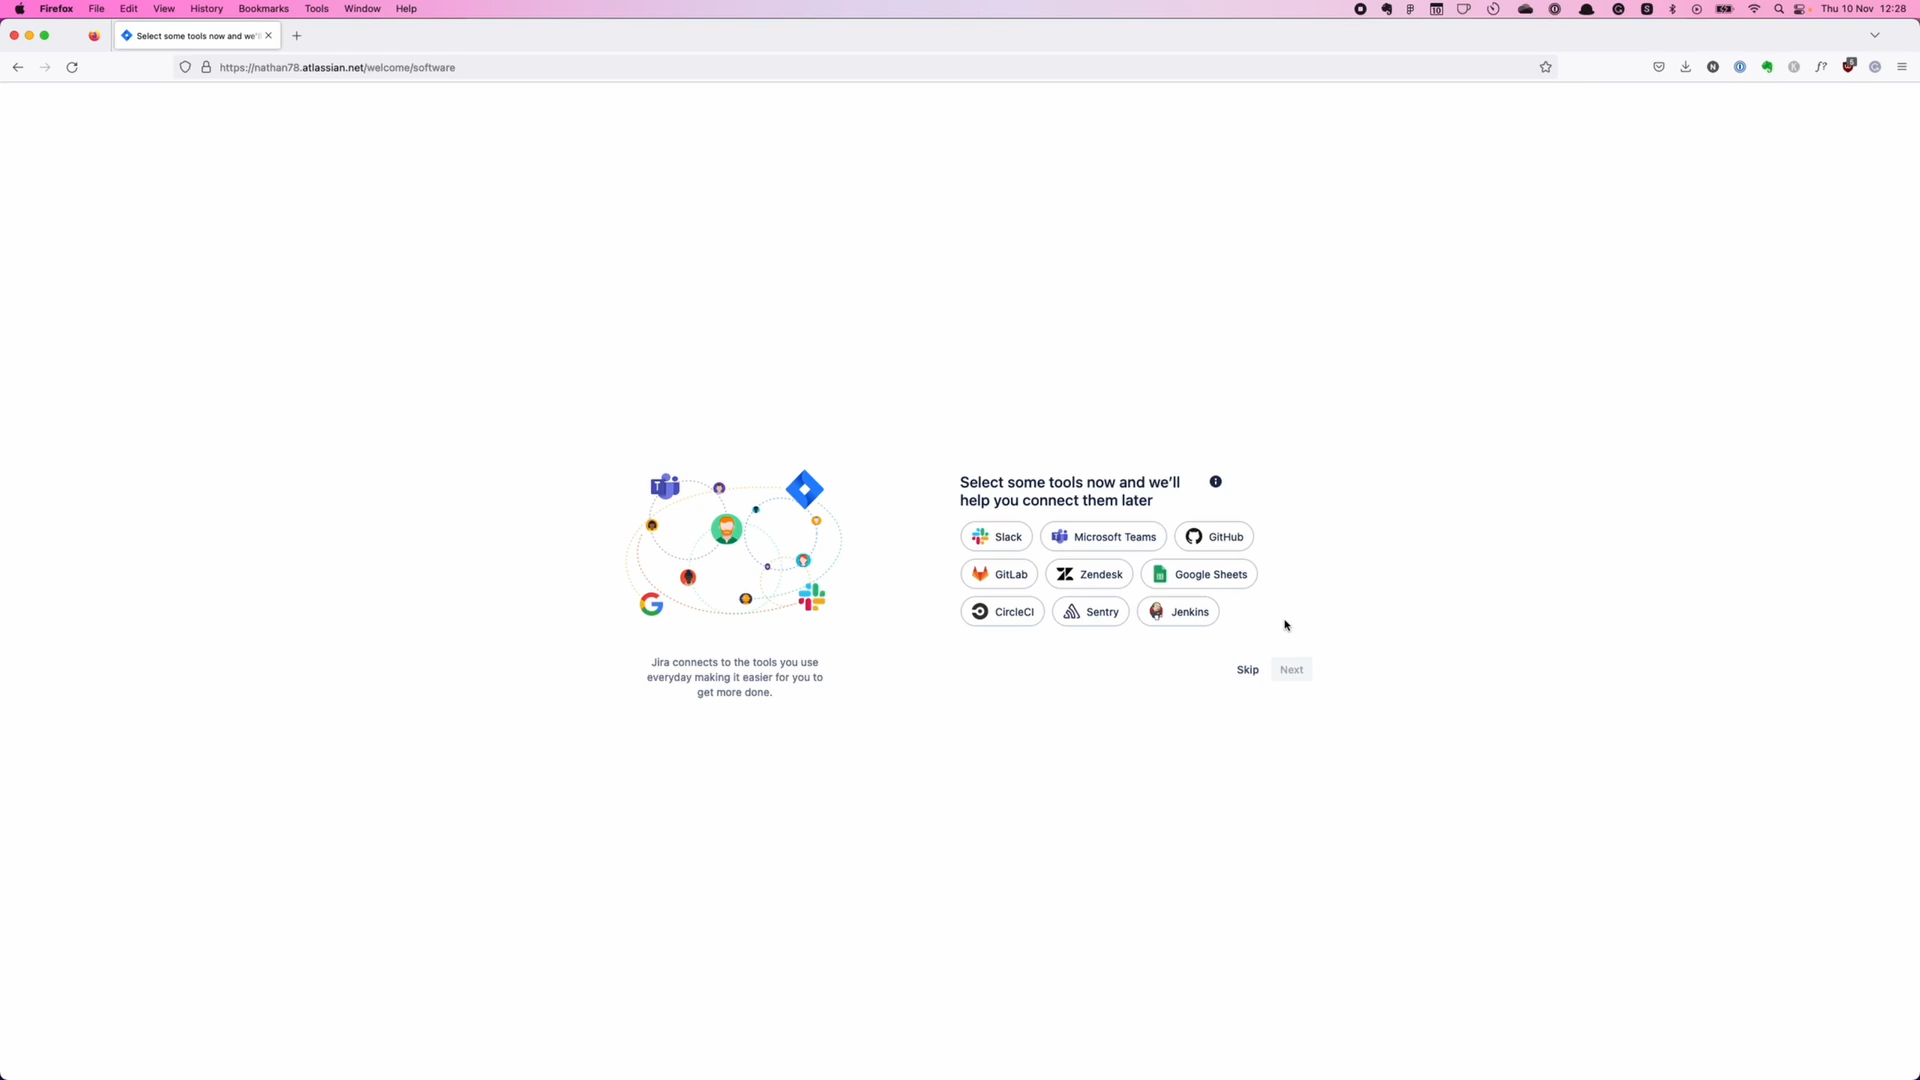 Firefox File Edit View History Bookmarks Tools Window Help Thu 10 Nov 12:28
Select some tools now and we'l
https://nathan78.atlassian.net/welcome/software
Select some tools now and we'll
help you connect them later
Slack Microsoft Teams GitHub
GitLab Zendesk Google Sheets
CircleCI Sentry Jenkins
Skip Next
Jira connects to the tools you use
everyday making it easier for you to
get more done.